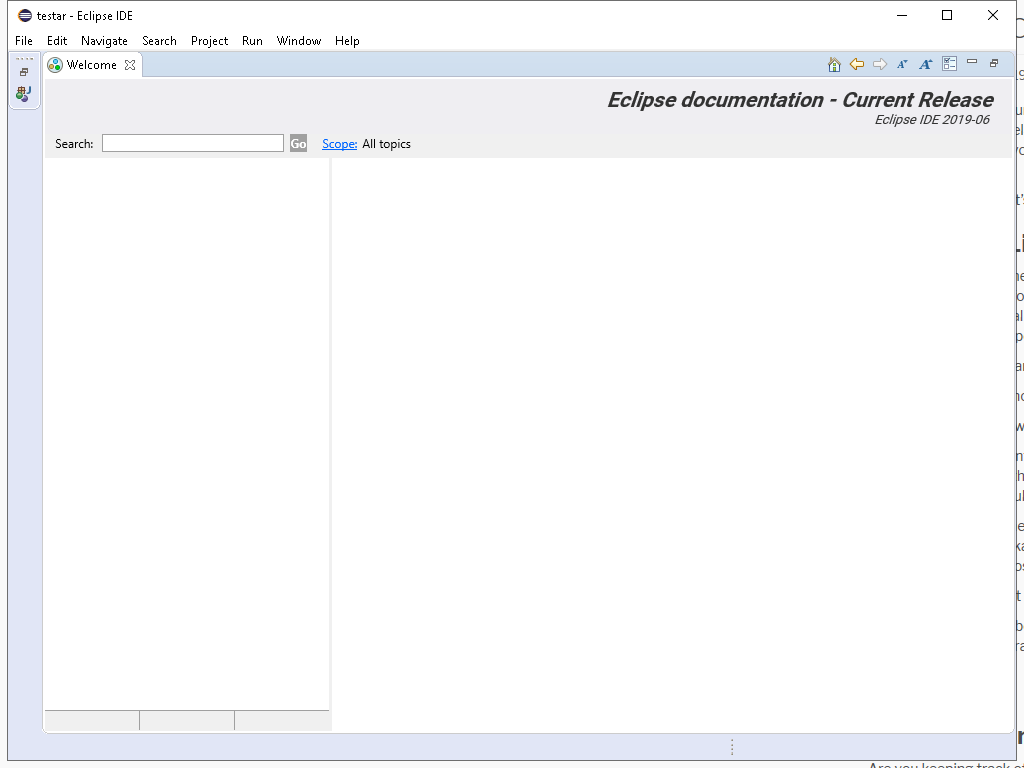 testar - Eclipse IDE
File Edit Navigate Search Project Run Window Help
Welcome
Eclipse documentation - Current Release
Eclipse IDE 2019-06
Search: Go Scope: All topics